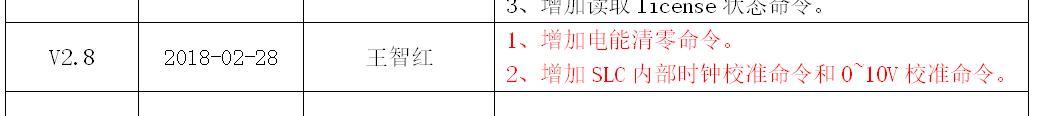 3、增加读取 license 状态命令。
V2.8 2018-02-28 王智红 1、增加电能清零命令。
2、增加 SLC 内部时钟校准命令和 0~10V 校准命令。